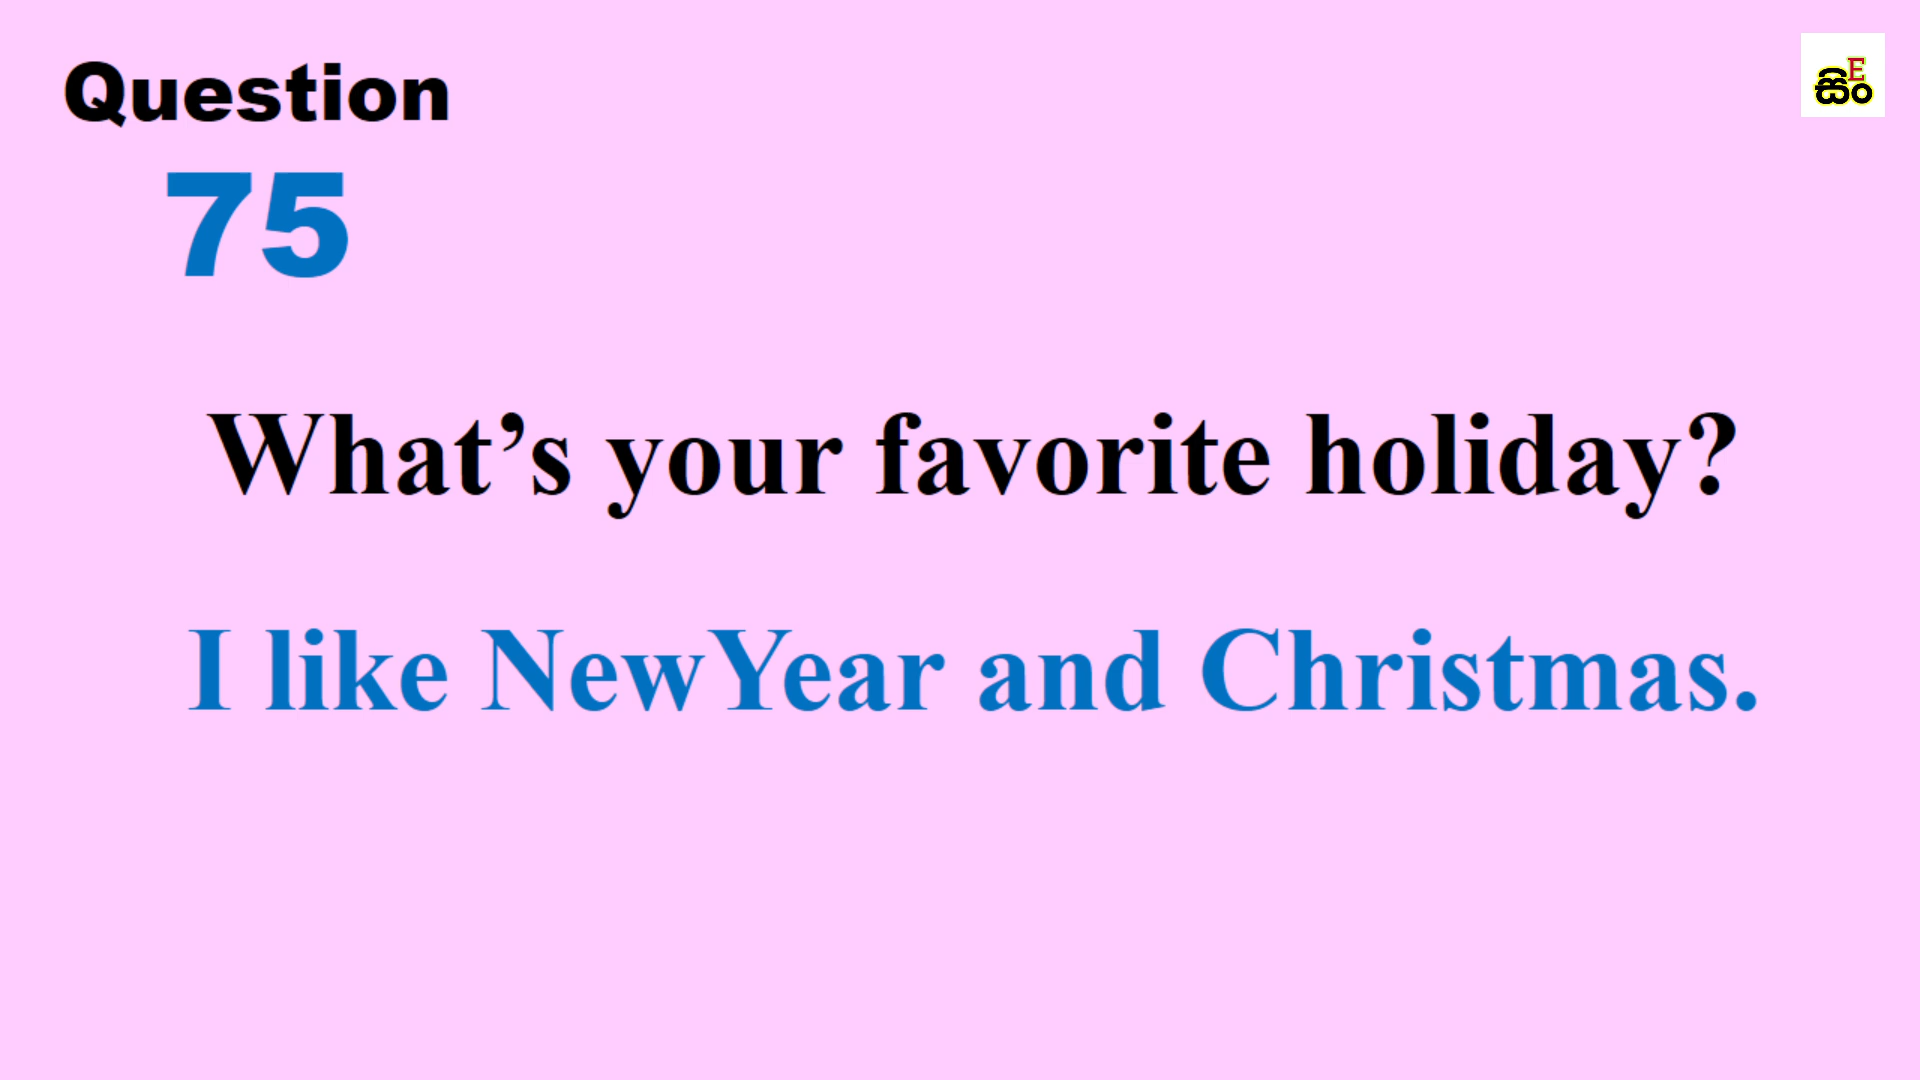 Question
E
සිං
75
What’s your favorite holiday?
I like NewYear and Christmas.